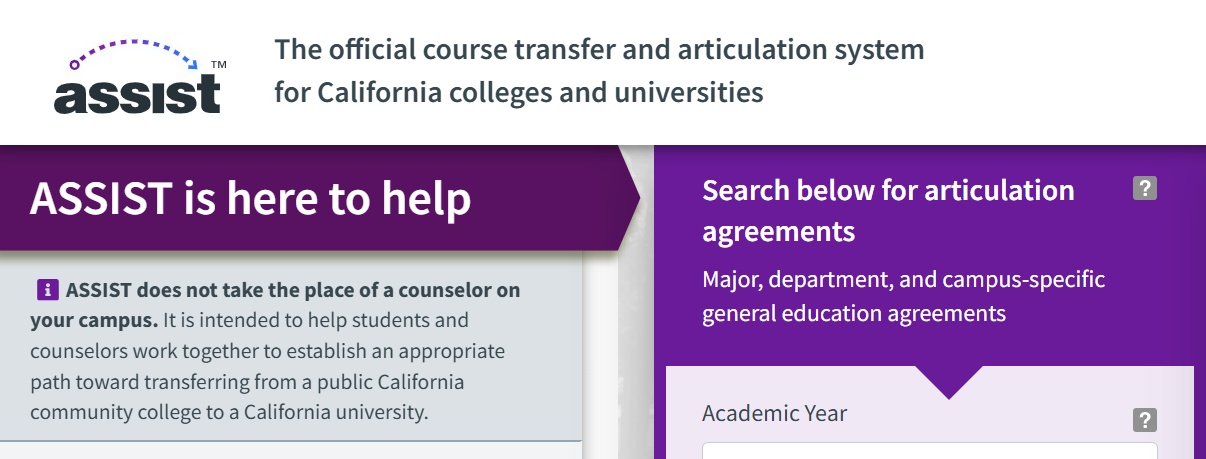 assist™
The official course transfer and articulation system
for California colleges and universities
ASSIST is here to help
i ASSIST does not take the place of a counselor on
your campus. It is intended to help students and
counselors work together to establish an appropriate
path toward transferring from a public California
community college to a California university.
Search below for articulation ?
agreements
Major, department, and campus-specific
general education agreements
Academic Year ?